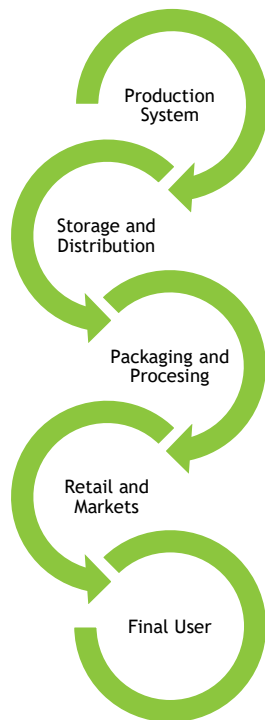 Production
System
Storage and
Distribution
Packaging and
Procesing
Retail and
Markets
Final User